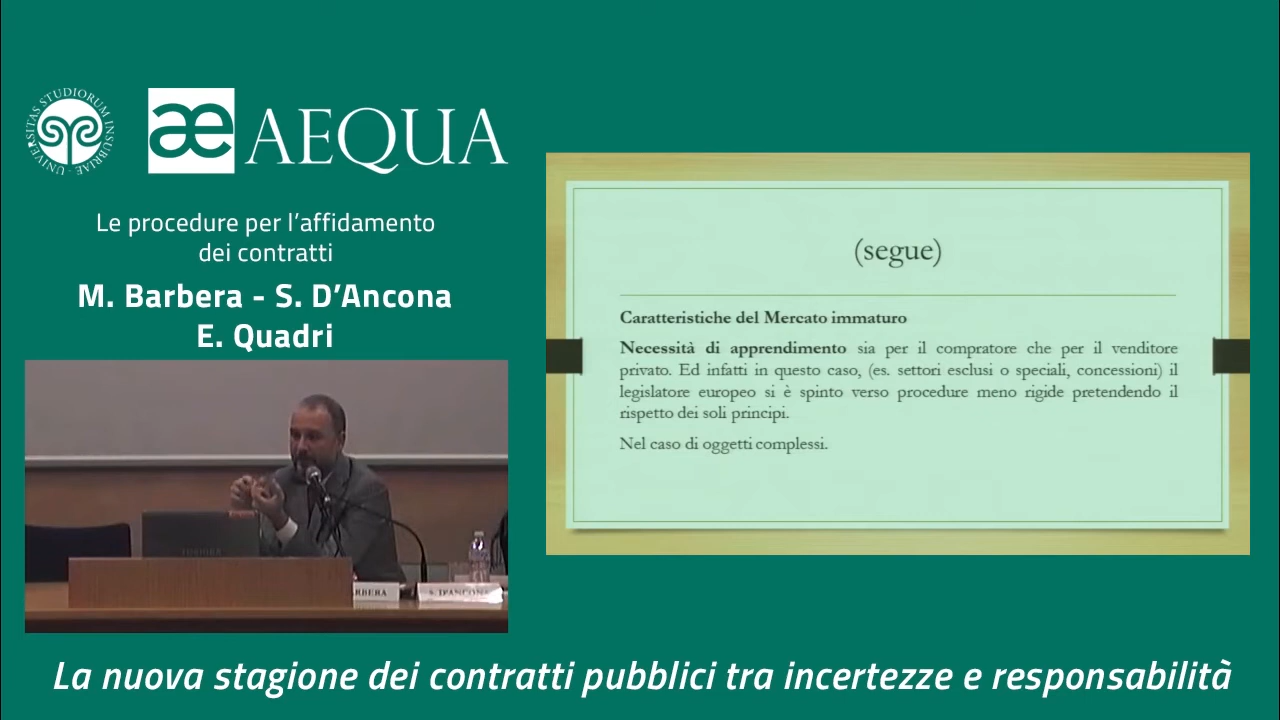 UNIVERSITAS STUDIORUM INSUBRIAE
æ AEQUA
Le procedure per l'affidamento
dei contratti
M. Barbera - S. D'Ancona
E. Quadri
(segue)
Caratteristiche del Mercato immaturo
Necessità di apprendimento sia per il compratore che per il venditore
privato. Ed infatti in questo caso, (es. settori esclusi o speciali, concessioni) il
legislatore europeo si è spinto verso procedure meno rigide pretendendo il
rispetto dei soli principi.
Nel caso di oggetti complessi.
RBERA
S. D'ANCONA
La nuova stagione dei contratti pubblici tra incertezze e responsabilità